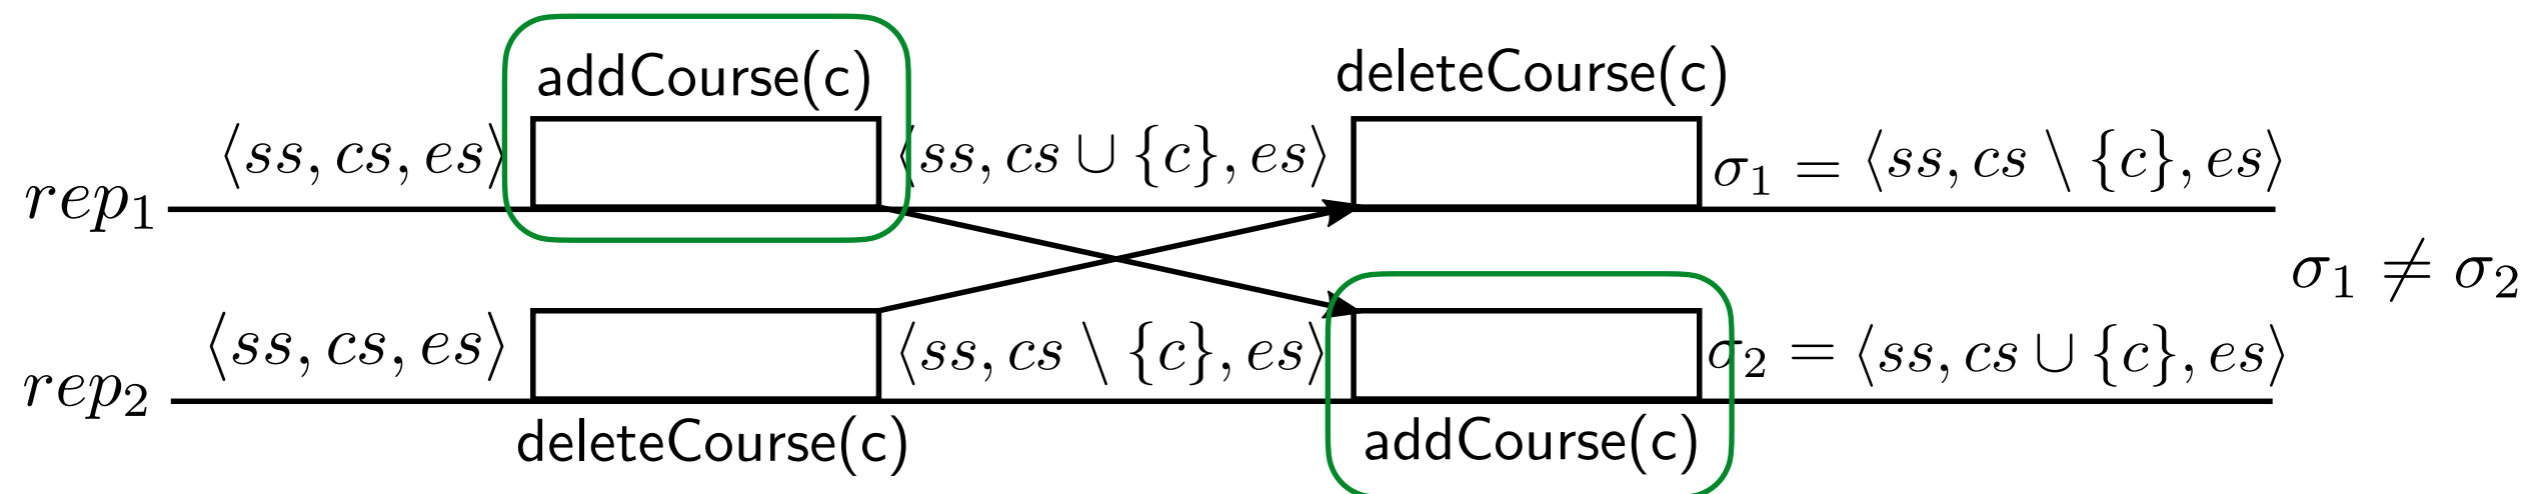 addCourse(c) deleteCourse(c)
rep₁ ⟨ss, cs, es⟩ ⟨ss, cs ∪ {c}, es⟩ σ₁ = ⟨ss, cs \ {c}, es⟩
σ₁ ≠ σ₂
rep₂ ⟨ss, cs, es⟩ ⟨ss, cs \ {c}, es⟩ σ₂ = ⟨ss, cs ∪ {c}, es⟩
deleteCourse(c) addCourse(c)